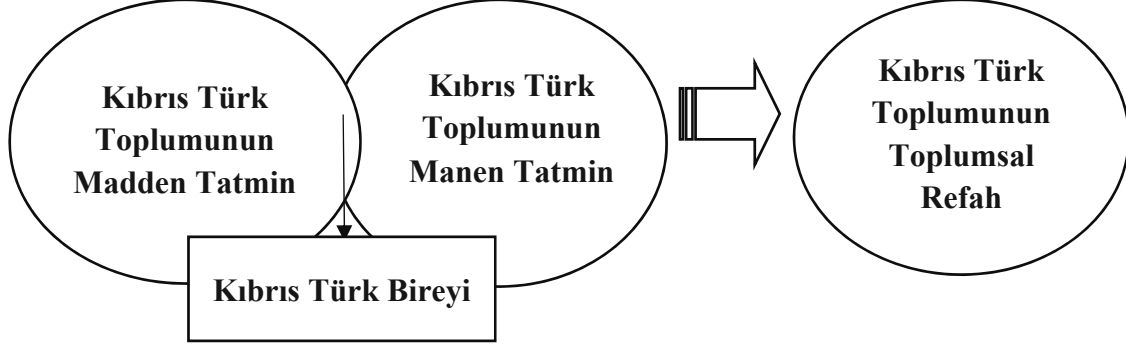 Kıbrıs Türk
Toplumunun
Madden Tatmin
Kıbrıs Türk
Toplumunun
Manen Tatmin
Kıbrıs Türk
Toplumunun
Toplumsal
Refah
Kıbrıs Türk Bireyi